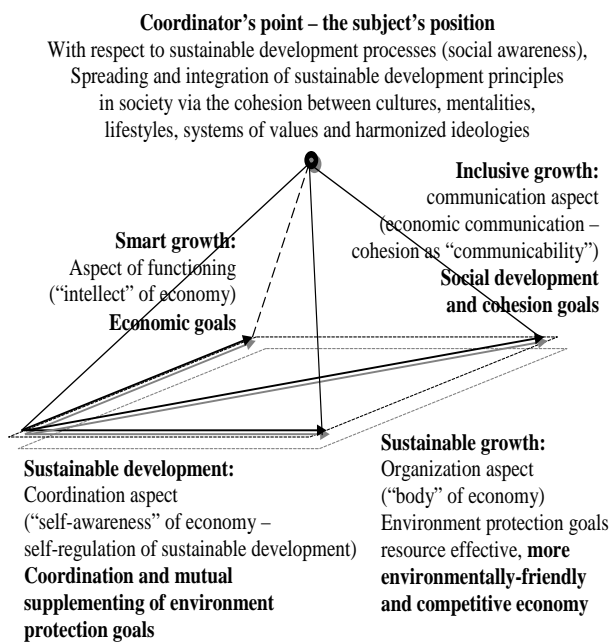 Coordinator’s point – the subject’s position
With respect to sustainable development processes (social awareness),
Spreading and integration of sustainable development principles
in society via the cohesion between cultures, mentalities,
lifestyles, systems of values and harmonized ideologies
Inclusive growth:
communication aspect
(economic communication –
cohesion as “communicability”)
Social development
and cohesion goals
Smart growth:
Aspect of functioning
(“intellect” of economy)
Economic goals
Sustainable development:
Coordination aspect
(“self-awareness” of economy –
self-regulation of sustainable development)
Coordination and mutual
supplementing of environment
protection goals
Sustainable growth:
Organization aspect
(“body” of economy)
Environment protection goals
resource effective, more
environmentally-friendly
and competitive economy